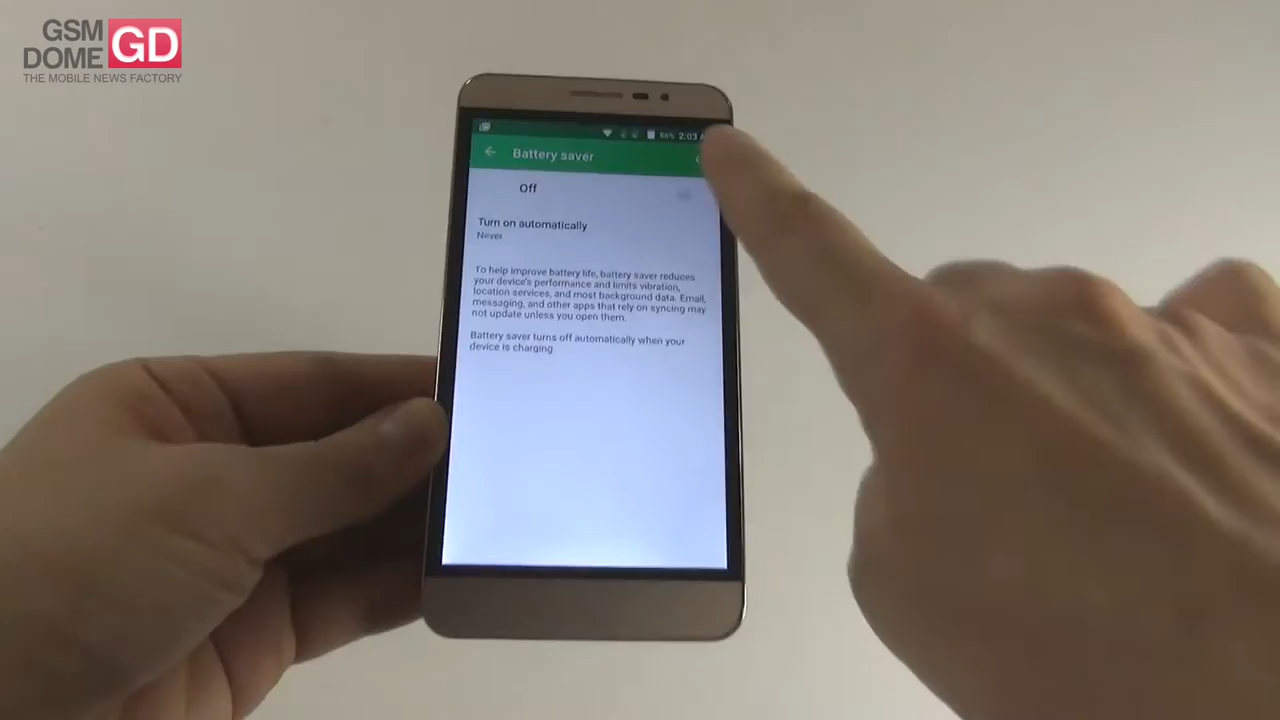 GSM
DOME GD
THE MOBILE NEWS FACTORY
86% 2:03 A
Battery saver
Off
Turn on automatically
Never
To help improve battery life, battery saver reduces
your device's performance and limits vibration,
location services, and most background data. Email,
messaging, and other apps that rely on syncing may
not update unless you open them.
Battery saver turns off automatically when your
device is charging